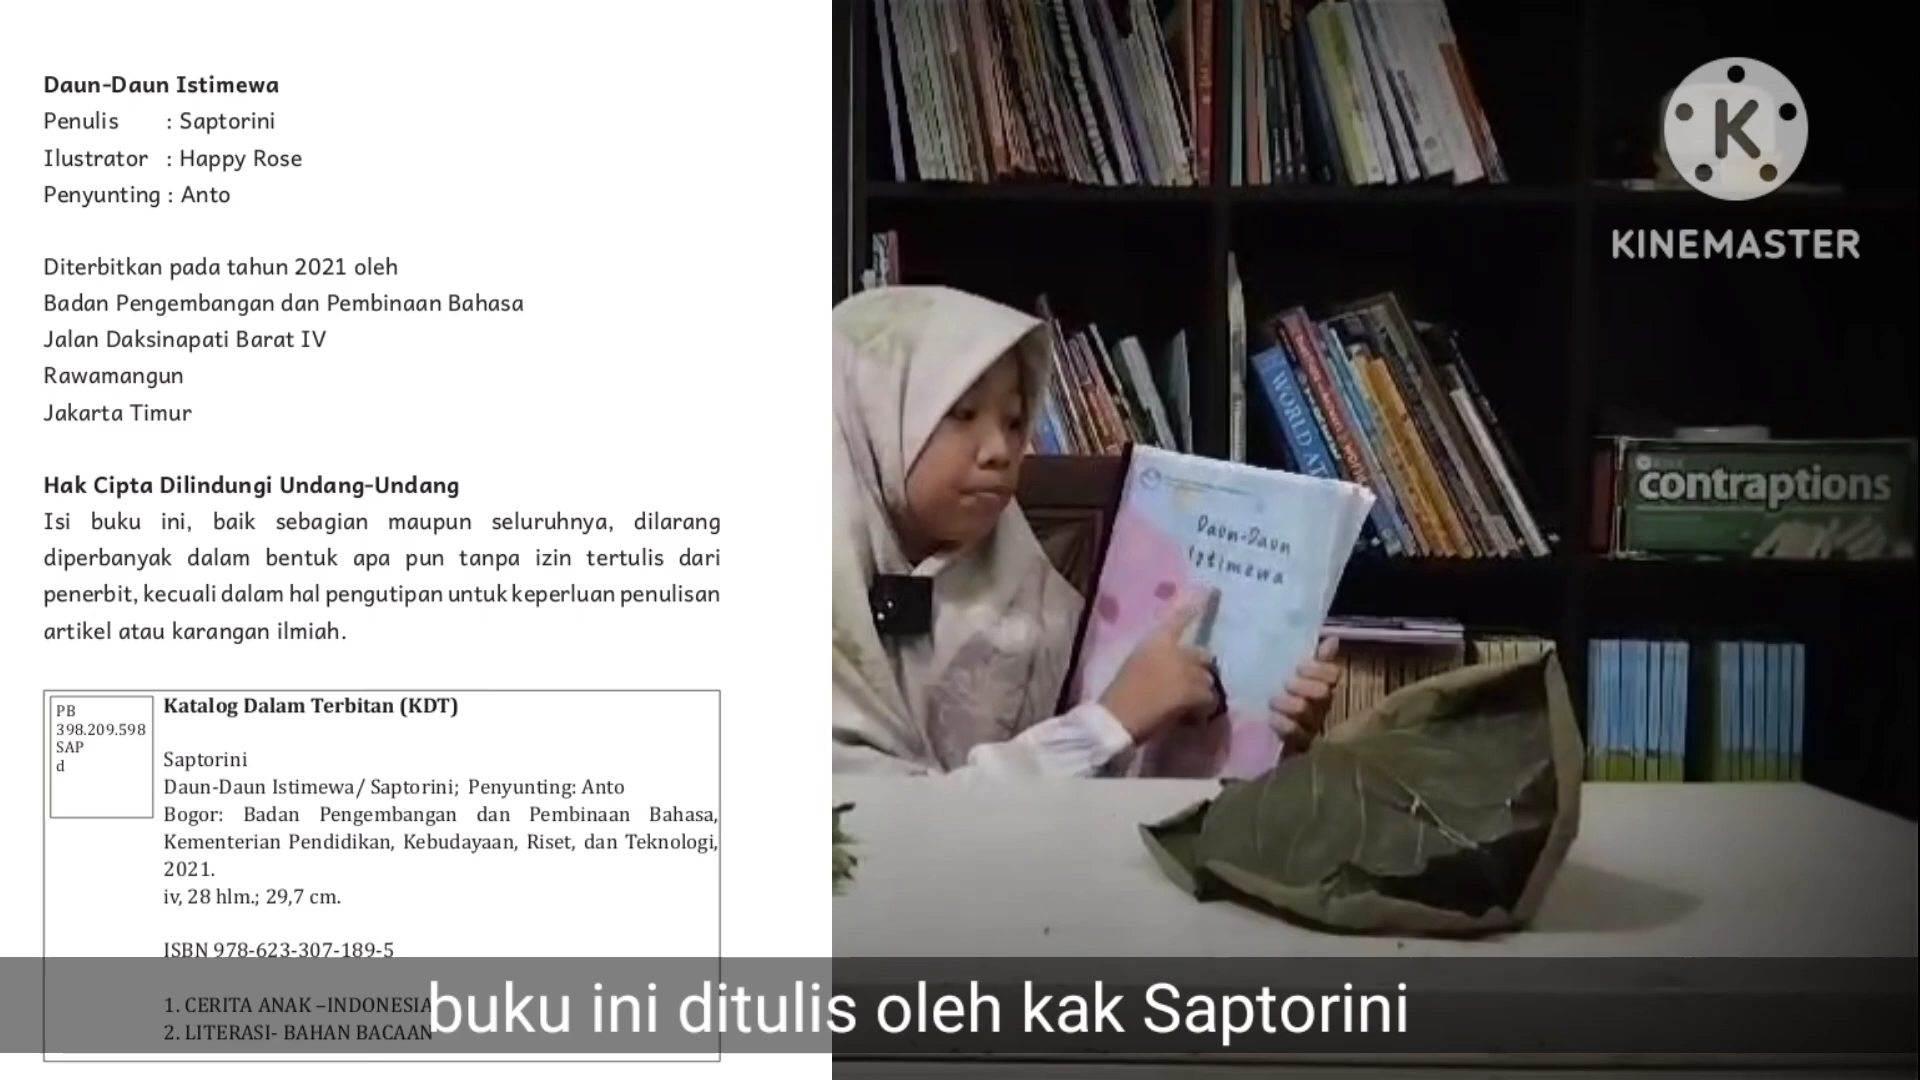 Daun-Daun Istimewa
Penulis : Saptorini
Ilustrator : Happy Rose
Penyunting : Anto
Diterbitkan pada tahun 2021 oleh
Badan Pengembangan dan Pembinaan Bahasa
Jalan Daksinapati Barat IV
Rawamangun
Jakarta Timur
Hak Cipta Dilindungi Undang-Undang
Isi buku ini, baik sebagian maupun seluruhnya, dilarang
diperbanyak dalam bentuk apa pun tanpa izin tertulis dari
penerbit, kecuali dalam hal pengutipan untuk keperluan penulisan
artikel atau karangan ilmiah.
PB
398.209.598
SAP
d
Katalog Dalam Terbitan (KDT)
Saptorini
Daun-Daun Istimewa/ Saptorini; Penyunting: Anto
Bogor: Badan Pengembangan dan Pembinaan Bahasa,
Kementerian Pendidikan, Kebudayaan, Riset, dan Teknologi,
2021.
iv, 28 hlm.; 29,7 cm.
ISBN 978-623-307-189-5
1. CERITA ANAK –INDONESIA
2. LITERASI- BAHAN BACAAN
K
KINEMASTER
WORLD
contraptions
Daun-Daun
Istimewa
buku ini ditulis oleh kak Saptorini